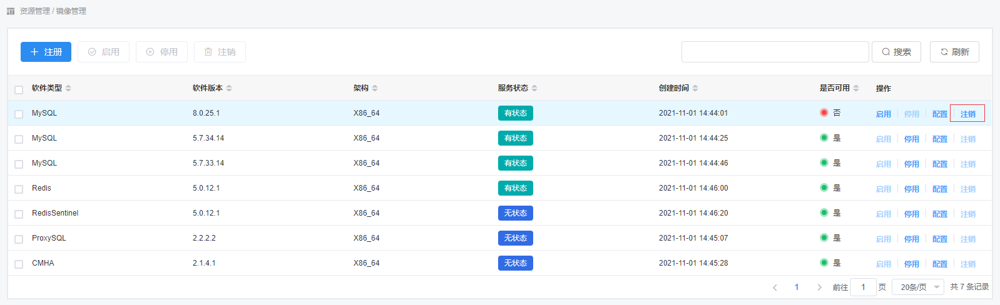 资源管理 / 镜像管理
注册 启用 停用 注销 搜索 刷新
软件类型 软件版本 架构 服务状态 创建时间 是否可用 操作
MySQL 8.0.25.1 X86_64 有状态 2021-11-01 14:44:01 否 启用 停用 配置 注销
MySQL 5.7.34.14 X86_64 有状态 2021-11-01 14:44:25 是 启用 停用 配置 注销
MySQL 5.7.33.14 X86_64 有状态 2021-11-01 14:44:46 是 启用 停用 配置 注销
Redis 5.0.12.1 X86_64 有状态 2021-11-01 14:46:00 是 启用 停用 配置 注销
RedisSentinel 5.0.12.1 X86_64 无状态 2021-11-01 14:46:20 是 启用 停用 配置 注销
ProxySQL 2.2.2.2 X86_64 无状态 2021-11-01 14:45:07 是 启用 停用 配置 注销
CMHA 2.1.4.1 X86_64 无状态 2021-11-01 14:45:28 是 启用 停用 配置 注销
1 前往 1 页 20条/页 共 7 条记录